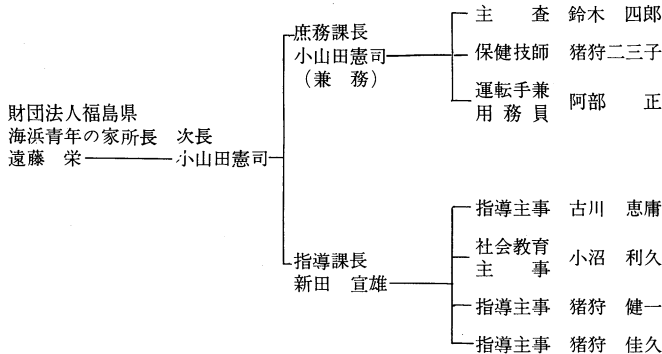 財団法人福島県
海浜青年の家所長 次長
遠藤 栄 小山田憲司
庶務課長
小山田憲司
(兼 務)
主 査 鈴木 四郎
保健技師 猪狩二三子
運転手兼
用務員 阿部 正
指導課長
新田 宣雄
指導主事 古川 恵庸
社会教育
主 事 小沼 利久
指導主事 猪狩 健一
指導主事 猪狩 佳久